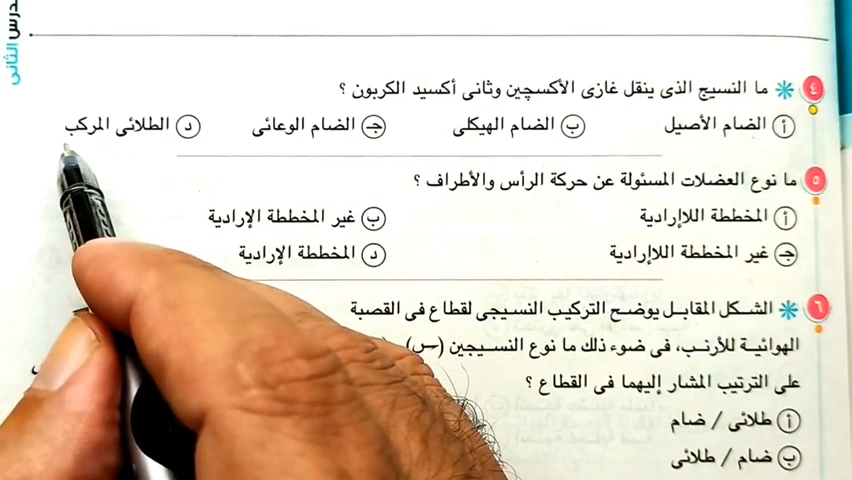 الدرس الثانى
٤ * ما النسيج الذى ينقل غازى الأكسچين وثانى أكسيد الكربون ؟
أ الضام الأصيل ب الضام الهيكلى جـ الضام الوعائى د الطلائى المركب
٥ ما نوع العضلات المسئولة عن حركة الرأس والأطراف ؟
أ المخططة اللاإرادية ب غير المخططة الإرادية
جـ غير المخططة اللاإرادية د المخططة الإرادية
٦ * الشكل المقابل يوضح التركيب النسيجى لقطاع فى القصبة
الهوائية للأرنب، فى ضوء ذلك ما نوع النسيجين (س)
على الترتيب المشار إليهما فى القطاع ؟
أ طلائى / ضام
ب ضام / طلائى